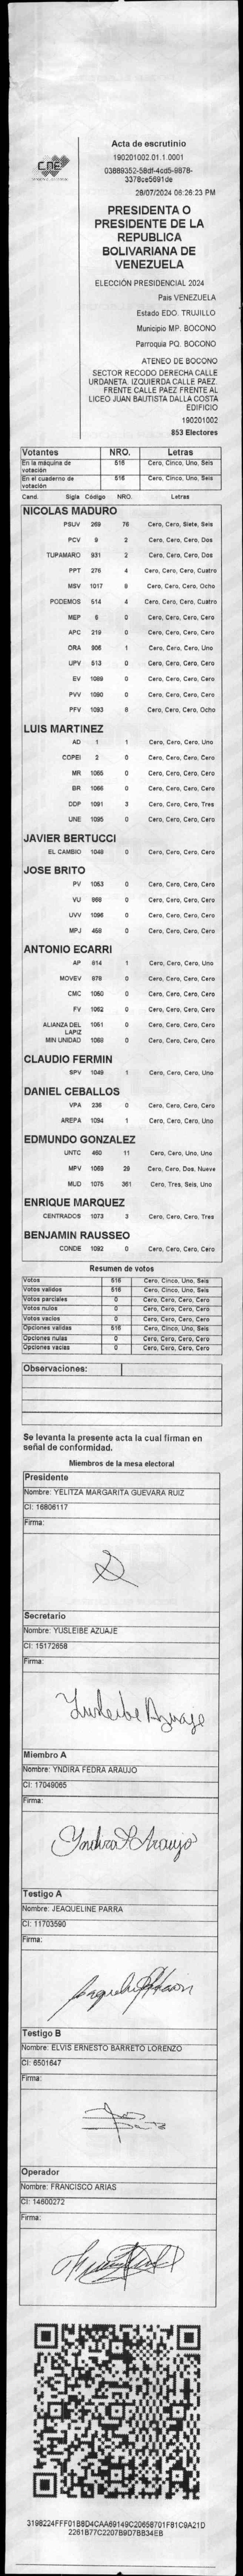 CNE
Acta de escrutinio
190201002.01.1.0001
03889352-58df-4cd5-9878-
3378ce5691de
28/07/2024 06:26:23 PM
PRESIDENTA O
PRESIDENTE DE LA
REPUBLICA
BOLIVARIANA DE
VENEZUELA
ELECCIÓN PRESIDENCIAL 2024
Pais VENEZUELA
Estado EDO. TRUJILLO
Municipio MP. BOCONO
Parroquia PQ. BOCONO
ATENEO DE BOCONO
SECTOR RECODO DERECHA CALLE
URDANETA. IZQUIERDA CALLE PAEZ.
FRENTE CALLE PAEZ FRENTE AL
LICEO JUAN BAUTISTA DALLA COSTA
EDIFICIO
190201002
853 Electores
Votantes NRO. Letras
En la máquina de votación 516 Cero, Cinco, Uno, Seis
En el cuaderno de votación 516 Cero, Cinco, Uno, Seis
Cand. Sigla Código NRO. Letras
NICOLAS MADURO
PSUV 269 76 Cero, Cero, Siete, Seis
PCV 9 2 Cero, Cero, Cero, Dos
TUPAMARO 931 2 Cero, Cero, Cero, Dos
PPT 276 4 Cero, Cero, Cero, Cuatro
MSV 1017 8 Cero, Cero, Cero, Ocho
PODEMOS 514 4 Cero, Cero, Cero, Cuatro
MEP 6 0 Cero, Cero, Cero, Cero
APC 219 0 Cero, Cero, Cero, Cero
ORA 906 1 Cero, Cero, Cero, Uno
UPV 513 0 Cero, Cero, Cero, Cero
EV 1089 0 Cero, Cero, Cero, Cero
PVV 1090 0 Cero, Cero, Cero, Cero
PFV 1093 8 Cero, Cero, Cero, Ocho
LUIS MARTINEZ
AD 1 1 Cero, Cero, Cero, Uno
COPEI 2 0 Cero, Cero, Cero, Cero
MR 1065 0 Cero, Cero, Cero, Cero
BR 1066 0 Cero, Cero, Cero, Cero
DDP 1091 3 Cero, Cero, Cero, Tres
UNE 1095 0 Cero, Cero, Cero, Cero
JAVIER BERTUCCI
EL CAMBIO 1048 0 Cero, Cero, Cero, Cero
JOSE BRITO
PV 1053 0 Cero, Cero, Cero, Cero
VU 968 0 Cero, Cero, Cero, Cero
UVV 1096 0 Cero, Cero, Cero, Cero
MPJ 458 0 Cero, Cero, Cero, Cero
ANTONIO ECARRI
AP 814 1 Cero, Cero, Cero, Uno
MOVEV 978 0 Cero, Cero, Cero, Cero
CMC 1050 0 Cero, Cero, Cero, Cero
FV 1062 0 Cero, Cero, Cero, Cero
ALIANZA DEL LAPIZ 1051 0 Cero, Cero, Cero, Cero
MIN UNIDAD 1068 0 Cero, Cero, Cero, Cero
CLAUDIO FERMIN
SPV 1049 1 Cero, Cero, Cero, Uno
DANIEL CEBALLOS
VPA 236 0 Cero, Cero, Cero, Cero
AREPA 1094 1 Cero, Cero, Cero, Uno
EDMUNDO GONZALEZ
UNTC 460 11 Cero, Cero, Uno, Uno
MPV 1069 29 Cero, Cero, Dos, Nueve
MUD 1075 361 Cero, Tres, Seis, Uno
ENRIQUE MARQUEZ
CENTRADOS 1073 3 Cero, Cero, Cero, Tres
BENJAMIN RAUSSEO
CONDE 1092 0 Cero, Cero, Cero, Cero
Resumen de votos
Votos 516 Cero, Cinco, Uno, Seis
Votos validos 516 Cero, Cinco, Uno, Seis
Votos parciales 0 Cero, Cero, Cero, Cero
Votos nulos 0 Cero, Cero, Cero, Cero
Votos vacios 0 Cero, Cero, Cero, Cero
Opciones validas 516 Cero, Cinco, Uno, Seis
Opciones nulas 0 Cero, Cero, Cero, Cero
Opciones vacias 0 Cero, Cero, Cero, Cero
Observaciones:
Se levanta la presente acta la cual firman en
señal de conformidad.
Miembros de la mesa electoral
Presidente
Nombre: YELITZA MARGARITA GUEVARA RUIZ
CI: 16806117
Firma:
Secretario
Nombre: YUSLEIBE AZUAJE
CI: 15172658
Firma:
Yusleibe Azuaje
Miembro A
Nombre: YNDIRA FEDRA ARAUJO
CI: 17049065
Firma:
Yndira F Araujo
Testigo A
Nombre: JEAQUELINE PARRA
CI: 11703590
Firma:
Testigo B
Nombre: ELVIS ERNESTO BARRETO LORENZO
CI: 6501647
Firma:
Operador
Nombre: FRANCISCO ARIAS
CI: 14600272
Firma:
3198224FFF01B8D4CAA69149C20658701F81C9A21D
2261B77C2207B9D7BB34EB